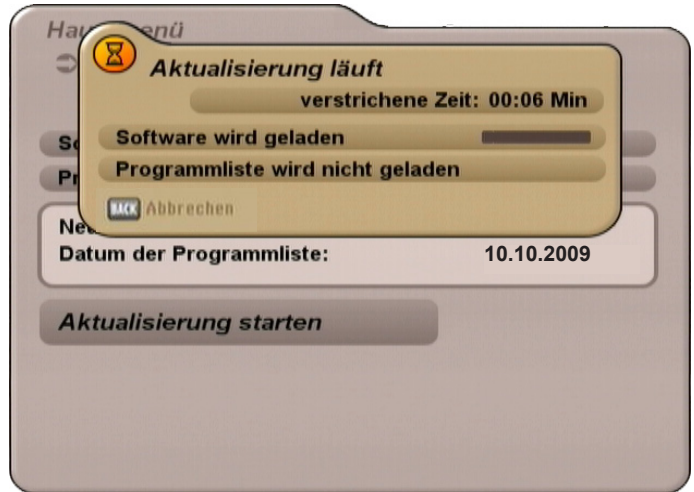 Aktualisierung läuft
verstrichene Zeit: 00:06 Min
Software wird geladen
Programmliste wird nicht geladen
BACK Abbrechen
Datum der Programmliste: 10.10.2009
Aktualisierung starten